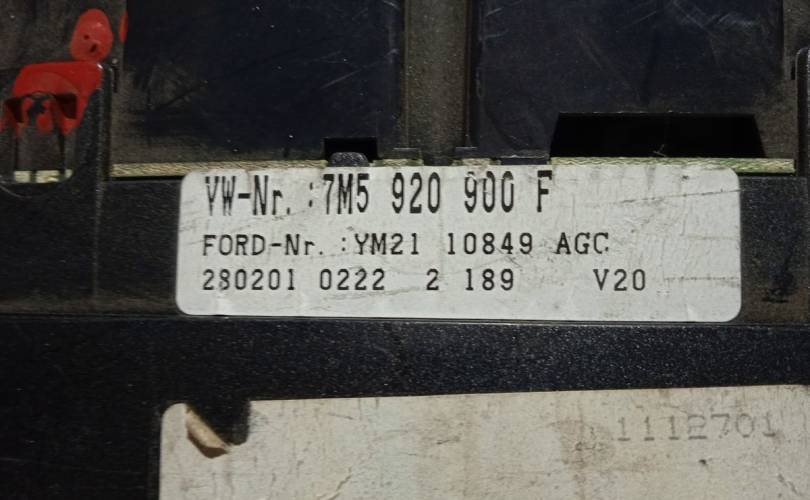 VW-Nr. :7M5 920 900 F
FORD-Nr. :YM21 10849 AGC
280201 0222 2 189 V20
1112701